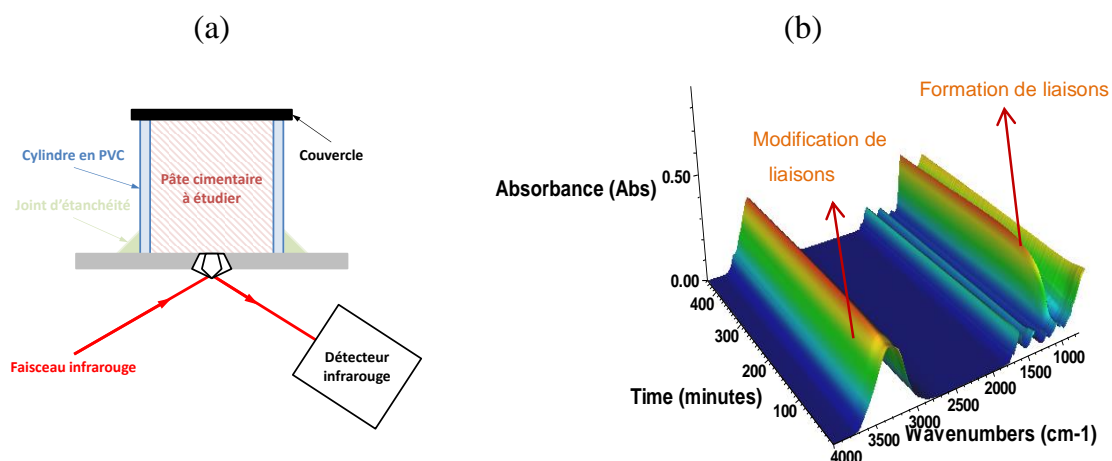 (a)
Cylindre en PVC
Joint d'étanchéité
Pâte cimentaire
à étudier
Couvercle
Faisceau infrarouge
Détecteur
infrarouge
(b)
Formation de liaisons
Modification de
liaisons
Absorbance (Abs)
0.50
0.00
400
300
200
100
Time (minutes)
4000
3500
3000
2500
2000
1500
1000
Wavenumbers (cm-1)